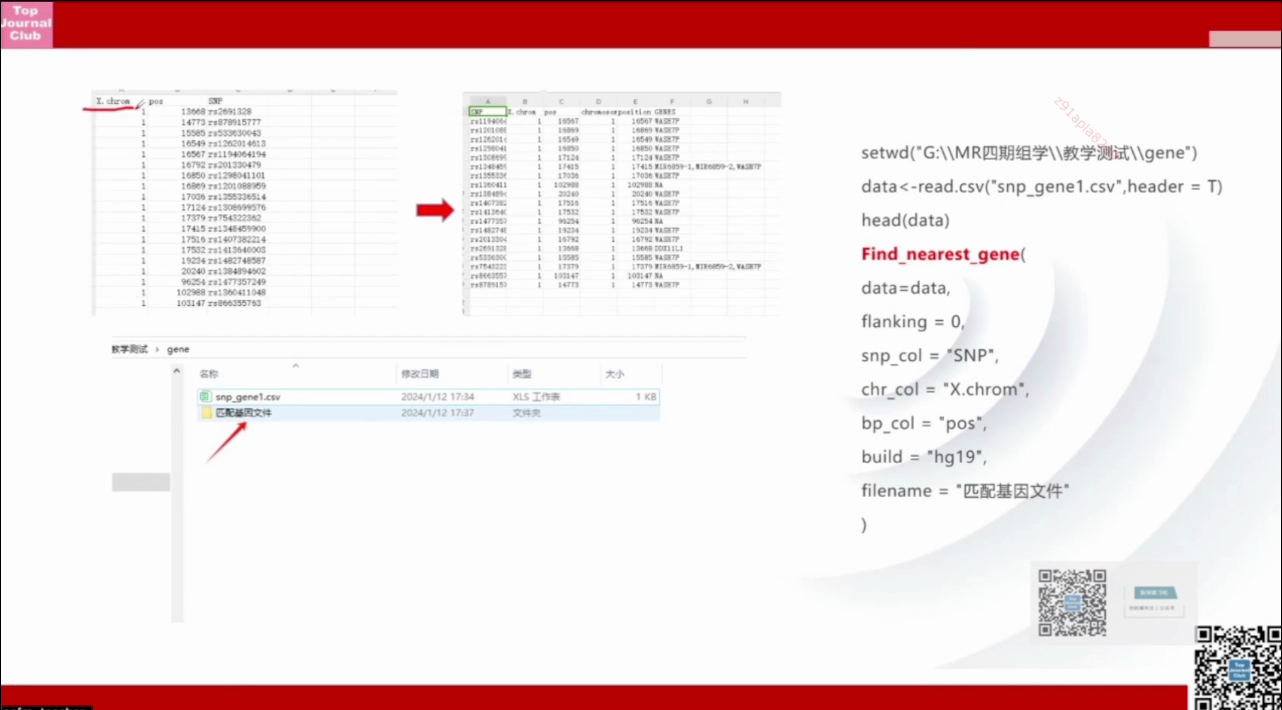 Top
Journal
Club
X.chrom pos SNP
1 13668 rs2691328
1 14773 rs878915777
1 15585 rs533630043
1 16549 rs1262014613
1 16567 rs1194064194
1 16792 rs201330479
1 16850 rs1298041101
1 16869 rs1201088959
1 17036 rs1355336514
1 17124 rs1308699576
1 17379 rs754322362
1 17415 rs1348459900
1 17516 rs1407382214
1 17532 rs1413640003
1 19234 rs1482748587
1 20240 rs1384894602
1 96254 rs1477357249
1 102988 rs1360411048
1 103147 rs866355763
A B C D E F G H
SNP X.chrom pos chromosorposition GENES
rs119406 1 16567 1 16567 WASH7P
rs120108 1 16869 1 16869 WASH7P
rs126201 1 16549 1 16549 WASH7P
rs129804 1 16850 1 16850 WASH7P
rs130869 1 17124 1 17124 WASH7P
rs134845 1 17415 1 17415 MIR6859-1,MIR6859-2,WASH7P
rs135533 1 17036 1 17036 WASH7P
rs136041 1 102988 1 102988 NA
rs138489 1 20240 1 20240 WASH7P
rs140738 1 17516 1 17516 WASH7P
rs141364 1 17532 1 17532 WASH7P
rs147735 1 96254 1 96254 NA
rs148274 1 19234 1 19234 WASH7P
rs201330 1 16792 1 16792 WASH7P
rs269132 1 13668 1 13668 DDX11L1
rs533630 1 15585 1 15585 WASH7P
rs754322 1 17379 1 17379 MIR6859-1,MIR6859-2,WASH7P
rs866355 1 103147 1 103147 NA
rs878915 1 14773 1 14773 WASH7P
教学测试 › gene
名称 修改日期 类型 大小
snp_gene1.csv 2024/1/12 17:34 XLS 工作表 1 KB
匹配基因文件 2024/1/12 17:37 文件夹
setwd("G:\\MR四期组学\\教学测试\\gene")
data<-read.csv("snp_gene1.csv",header = T)
head(data)
Find_nearest_gene(
data=data,
flanking = 0,
snp_col = "SNP",
chr_col = "X.chrom",
bp_col = "pos",
build = "hg19",
filename = "匹配基因文件"
)
Top
Journal
Club